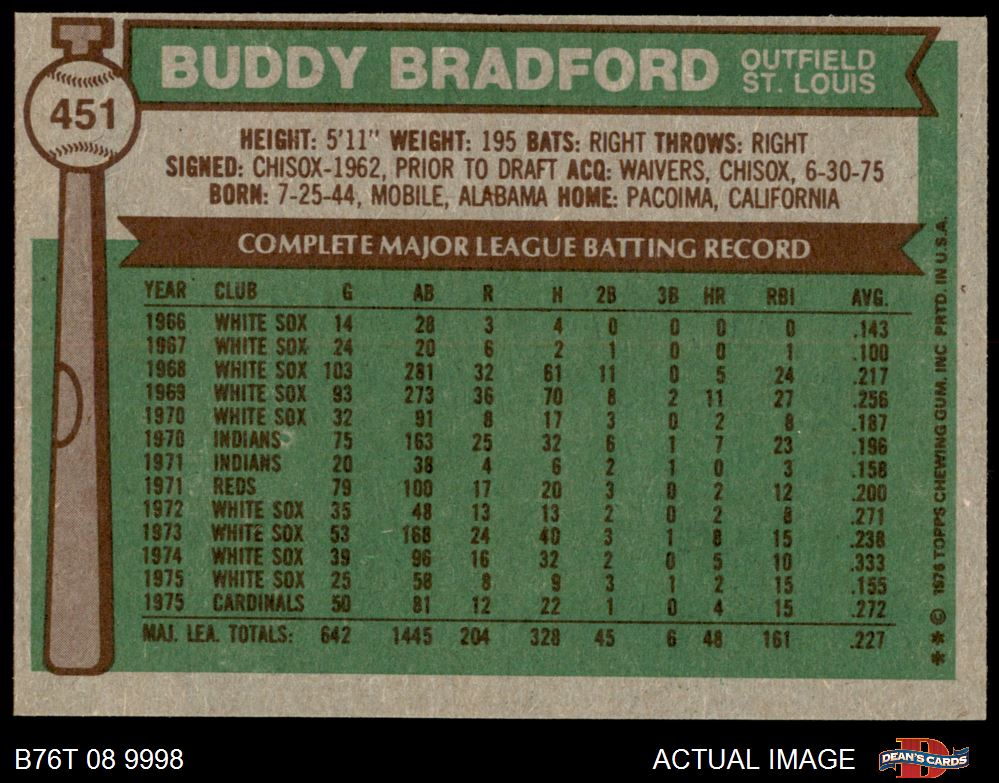 451
BUDDY BRADFORD
OUTFIELD
ST. LOUIS
HEIGHT: 5'11" WEIGHT: 195 BATS: RIGHT THROWS: RIGHT
SIGNED: CHISOX-1962, PRIOR TO DRAFT ACQ: WAIVERS, CHISOX, 6-30-75
BORN: 7-25-44, MOBILE, ALABAMA HOME: PACOIMA, CALIFORNIA
COMPLETE MAJOR LEAGUE BATTING RECORD
YEAR CLUB G AB R H 2B 3B HR RBI AVG.
1966 WHITE SOX 14 28 3 4 0 0 0 0 .143
1967 WHITE SOX 24 20 6 2 1 0 0 1 .100
1968 WHITE SOX 103 281 32 61 11 0 5 24 .217
1969 WHITE SOX 93 273 36 70 8 2 11 27 .256
1970 WHITE SOX 32 91 8 17 3 0 2 8 .187
1970 INDIANS 75 163 25 32 6 1 7 23 .196
1971 INDIANS 20 38 4 6 2 1 0 3 .158
1971 REDS 79 100 17 20 3 0 2 12 .200
1972 WHITE SOX 35 48 13 13 2 0 2 8 .271
1973 WHITE SOX 53 168 24 40 3 1 8 15 .238
1974 WHITE SOX 39 96 16 32 2 0 5 10 .333
1975 WHITE SOX 25 58 8 9 3 1 2 15 .155
1975 CARDINALS 50 81 12 22 1 0 4 15 .272
MAJ. LEA. TOTALS: 642 1445 204 328 45 6 48 161 .227
** © 1976 TOPPS CHEWING GUM, INC PRTD. IN U.S.A.
B76T 08 9998
ACTUAL IMAGE
DEAN'S CARDS